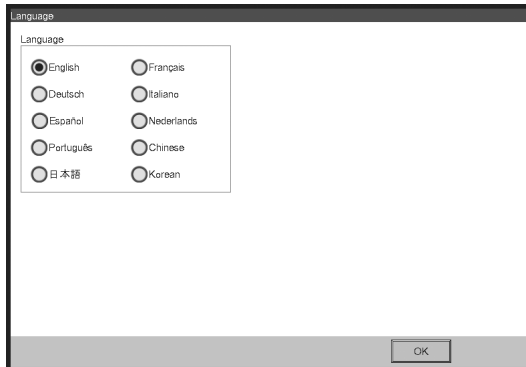 Language
Language
English Français
Deutsch Italiano
Español Nederlands
Português Chinese
日本語 Korean
OK